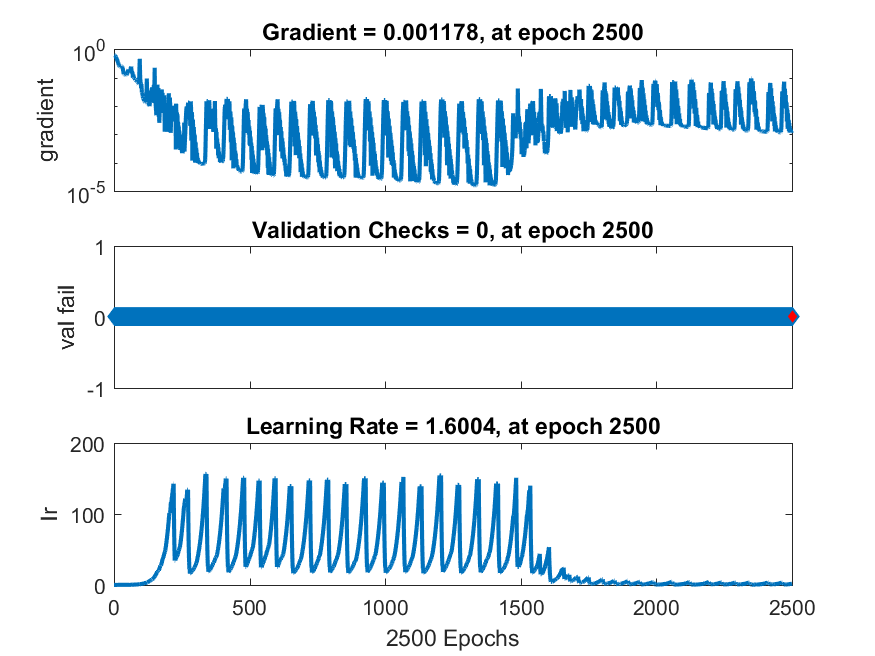 Gradient = 0.001178, at epoch 2500
10^0
gradient
10^-5
Validation Checks = 0, at epoch 2500
1
val fail
0
-1
Learning Rate = 1.6004, at epoch 2500
200
lr
100
0
0 500 1000 1500 2000 2500
2500 Epochs